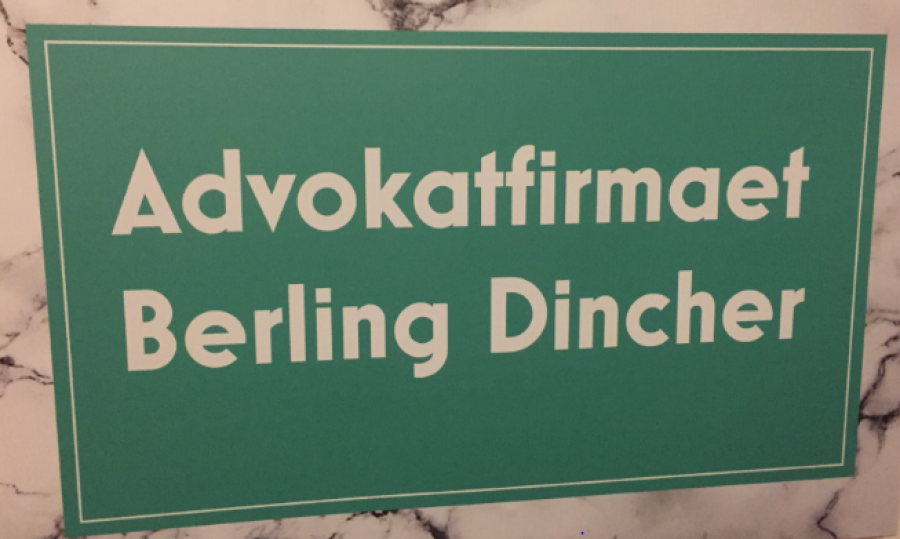 Advokatfirmaet
Berling Dincher